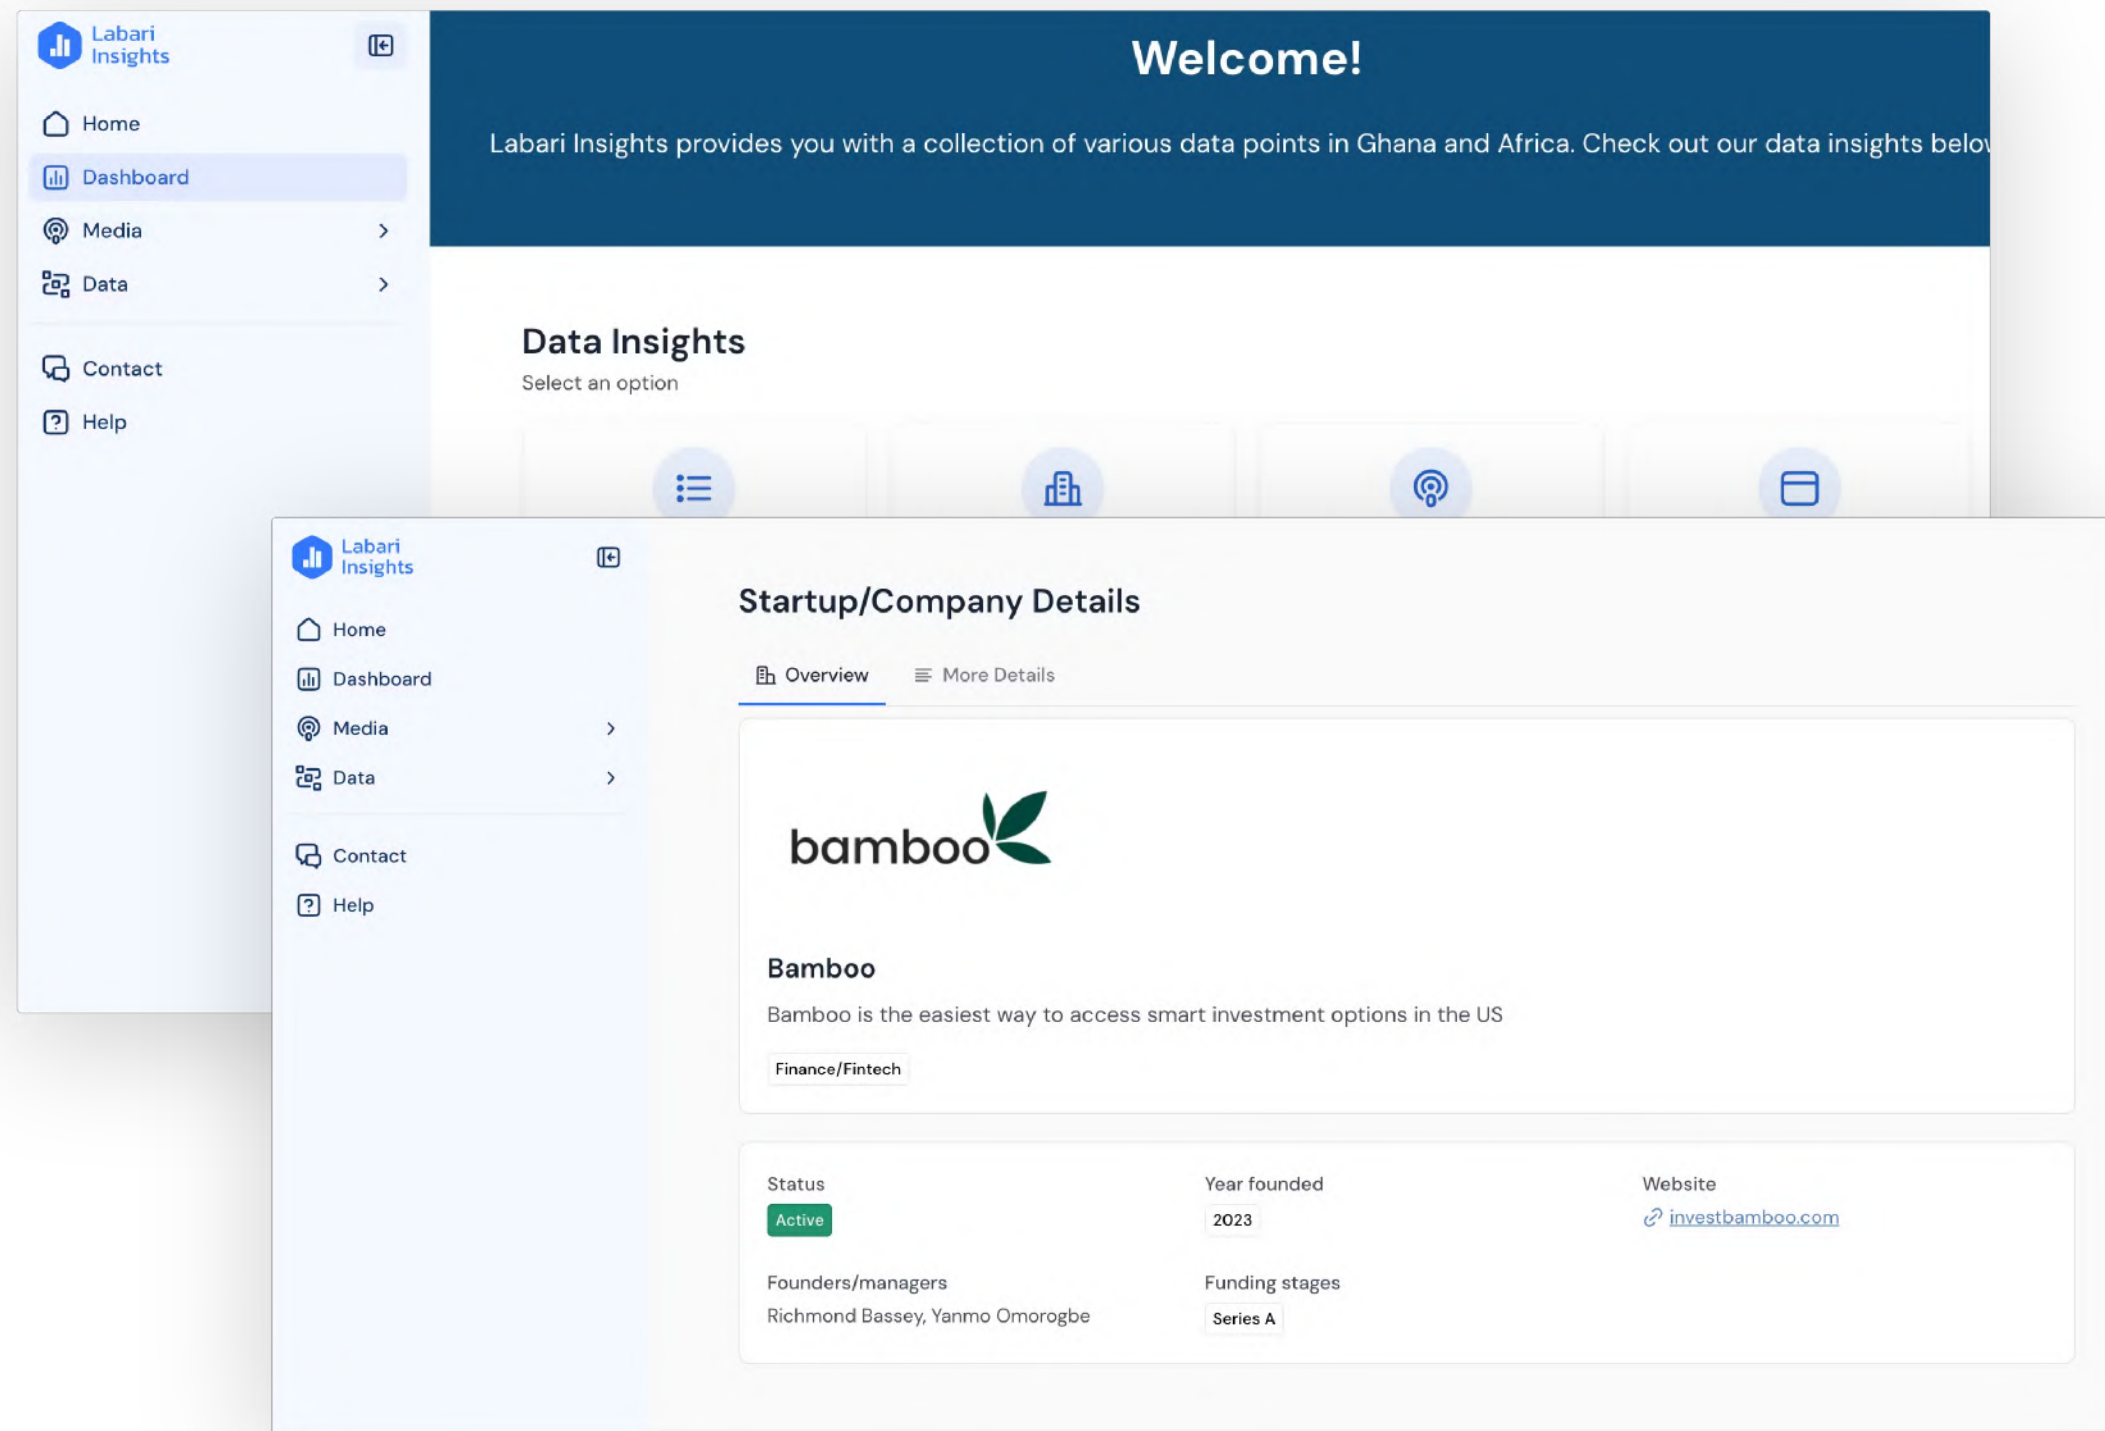 Labari
Insights
Home
Dashboard
Media
Data
Contact
Help
Welcome!
Labari Insights provides you with a collection of various data points in Ghana and Africa. Check out our data insights below
Data Insights
Select an option
Labari
Insights
Home
Dashboard
Media
Data
Contact
Help
Startup/Company Details
Overview More Details
bamboo
Bamboo
Bamboo is the easiest way to access smart investment options in the US
Finance/Fintech
Status Year founded Website
Active 2023 investbamboo.com
Founders/managers Funding stages
Richmond Bassey, Yanmo Omorogbe Series A